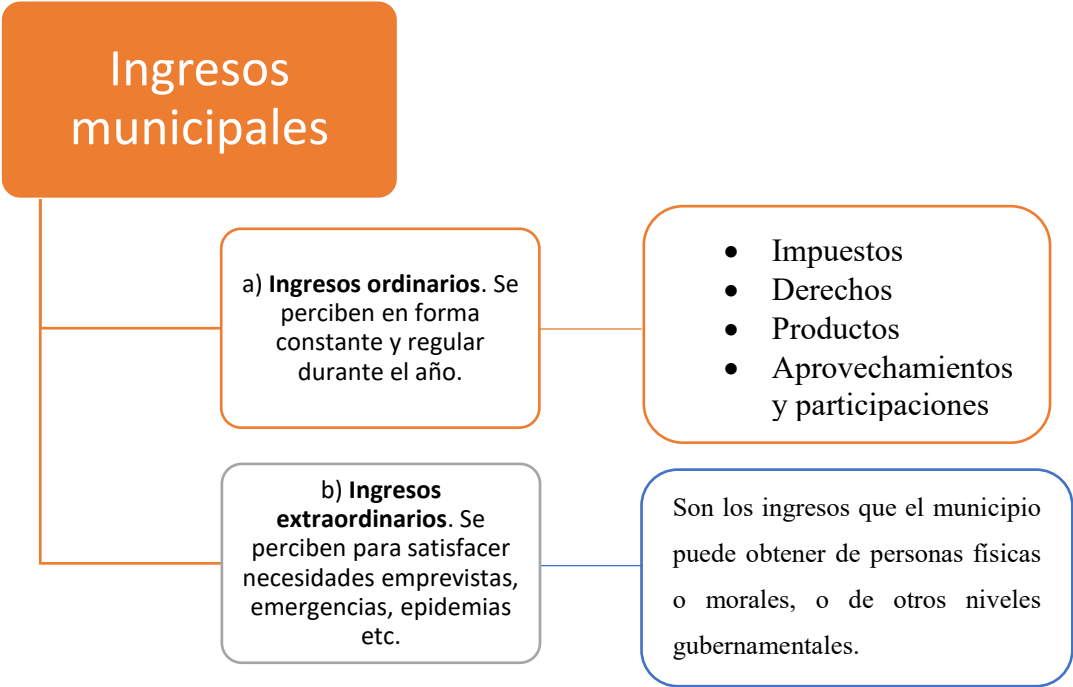 Ingresos
municipales
a) Ingresos ordinarios. Se
perciben en forma
constante y regular
durante el año.
• Impuestos
• Derechos
• Productos
• Aprovechamientos
y participaciones
b) Ingresos
extraordinarios. Se
perciben para satisfacer
necesidades emprevistas,
emergencias, epidemias
etc.
Son los ingresos que el municipio
puede obtener de personas físicas
o morales, o de otros niveles
gubernamentales.